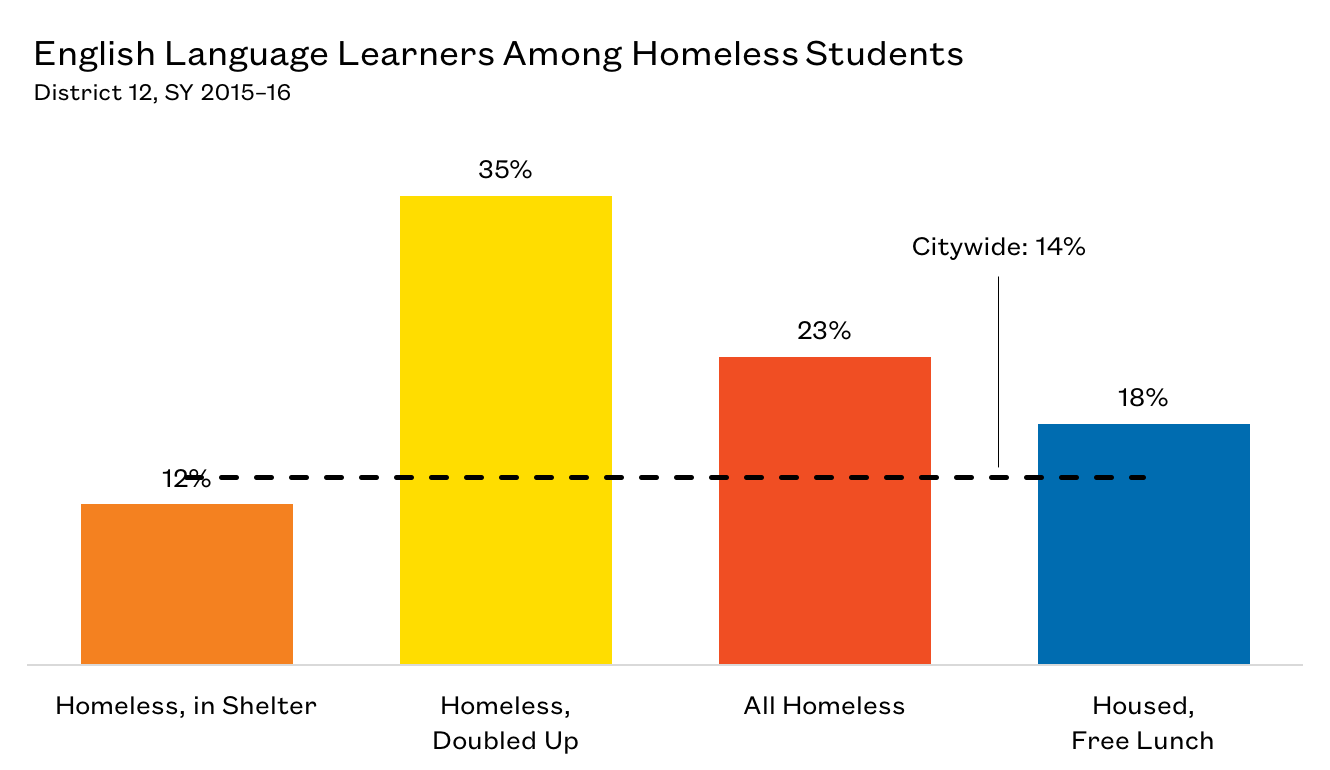 English Language Learners Among Homeless Students
District 12, SY 2015–16
35%
Citywide: 14%
23%
18%
12%
Homeless, in Shelter
Homeless,
Doubled Up
All Homeless
Housed,
Free Lunch